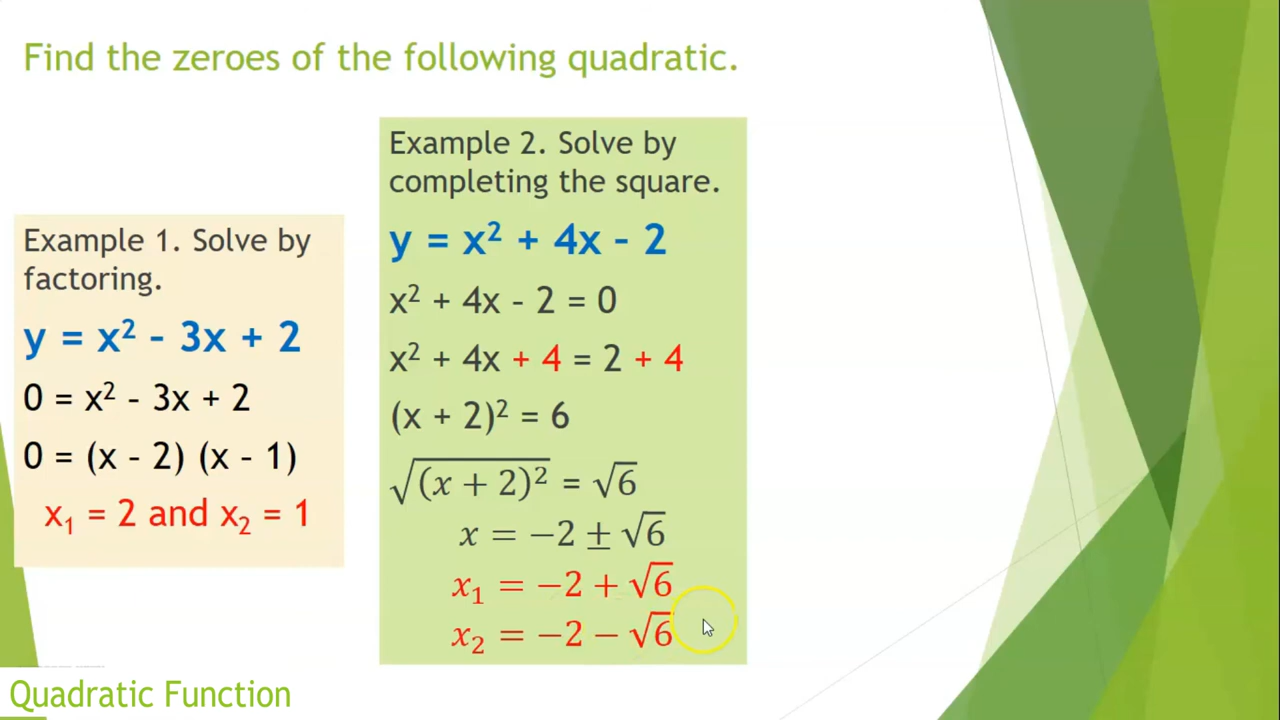 Find the zeroes of the following quadratic.
Example 1. Solve by
factoring.
y = x² - 3x + 2
0 = x² - 3x + 2
0 = (x - 2) (x - 1)
x₁ = 2 and x₂ = 1
Example 2. Solve by
completing the square.
y = x² + 4x - 2
x² + 4x - 2 = 0
x² + 4x + 4 = 2 + 4
(x + 2)² = 6
√(x + 2)² = √6
x = −2 ± √6
x₁ = −2 + √6
x₂ = −2 − √6
Quadratic Function